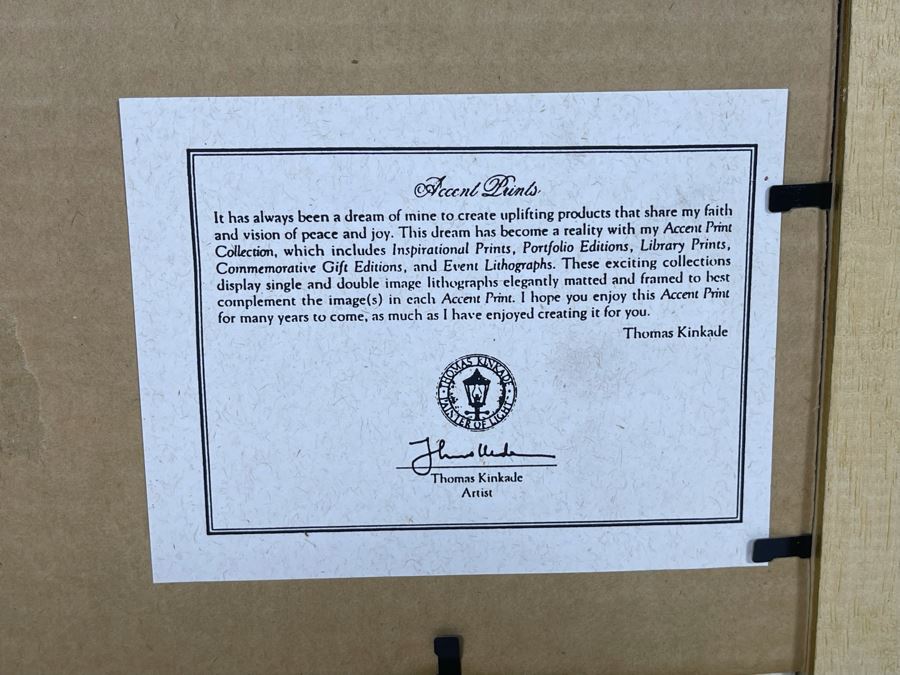 Accent Prints
It has always been a dream of mine to create uplifting products that share my faith
and vision of peace and joy. This dream has become a reality with my Accent Print
Collection, which includes Inspirational Prints, Portfolio Editions, Library Prints,
Commemorative Gift Editions, and Event Lithographs. These exciting collections
display single and double image lithographs elegantly matted and framed to best
complement the image(s) in each Accent Print. I hope you enjoy this Accent Print
for many years to come, as much as I have enjoyed creating it for you.
Thomas Kinkade
THOMAS KINKADE
PAINTER OF LIGHT
Thomas Kinkade
Artist